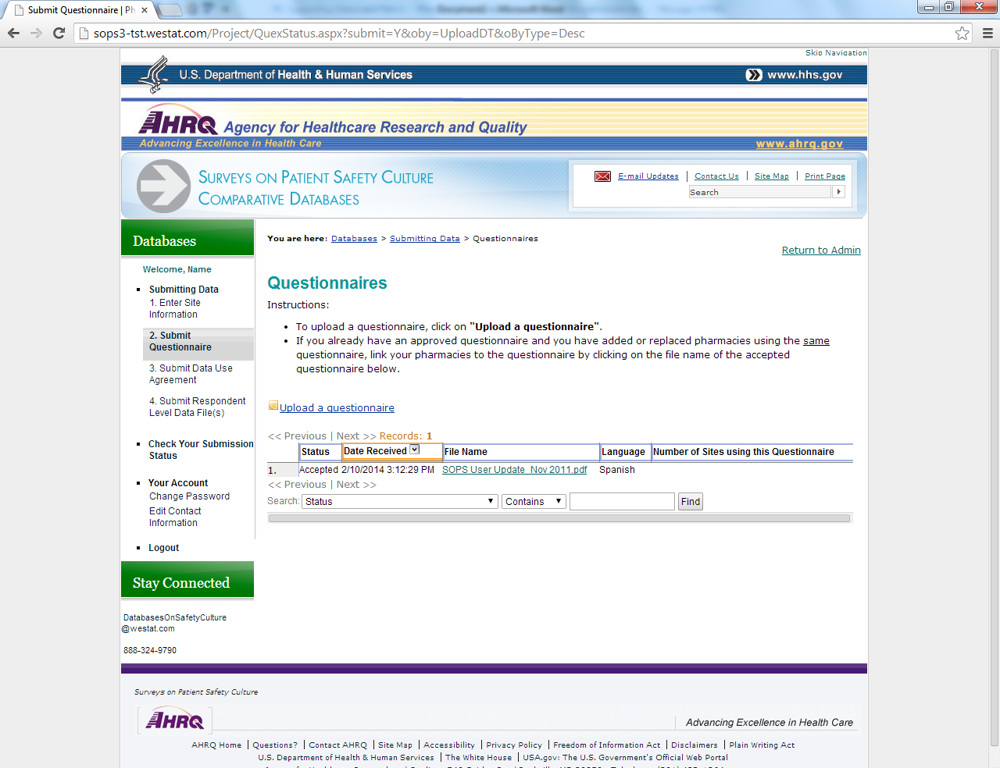 Submit Questionnaire | Ph
sops3-tst.westat.com/Project/QuexStatus.aspx?submit=Y&oby=UploadDT&oByType=Desc
Skip Navigation
U.S. Department of Health & Human Services
www.hhs.gov
AHRQ Agency for Healthcare Research and Quality
Advancing Excellence in Health Care
www.ahrq.gov
SURVEYS ON PATIENT SAFETY CULTURE
COMPARATIVE DATABASES
E-mail Updates | Contact Us | Site Map | Print Page
Search
Databases
Welcome, Name
Submitting Data
1. Enter Site
Information
2. Submit
Questionnaire
3. Submit Data Use
Agreement
4. Submit Respondent
Level Data File(s)
Check Your Submission
Status
Your Account
Change Password
Edit Contact
Information
Logout
Stay Connected
DatabasesOnSafetyCulture
@westat.com
888-324-9790
You are here: Databases > Submitting Data > Questionnaires
Return to Admin
Questionnaires
Instructions:
• To upload a questionnaire, click on "Upload a questionnaire".
• If you already have an approved questionnaire and you have added or replaced pharmacies using the same
questionnaire, link your pharmacies to the questionnaire by clicking on the file name of the accepted
questionnaire below.
Upload a questionnaire
<< Previous | Next >> Records: 1
Status Date Received File Name Language Number of Sites using this Questionnaire
1. Accepted 2/10/2014 3:12:29 PM SOPS User Update_Nov 2011.pdf Spanish
<< Previous | Next >>
Search: Status Contains Find
Surveys on Patient Safety Culture
AHRQ
Advancing Excellence in Health Care
AHRQ Home | Questions? | Contact AHRQ | Site Map | Accessibility | Privacy Policy | Freedom of Information Act | Disclaimers | Plain Writing Act
U.S. Department of Health & Human Services | The White House | USA.gov: The U.S. Government's Official Web Portal